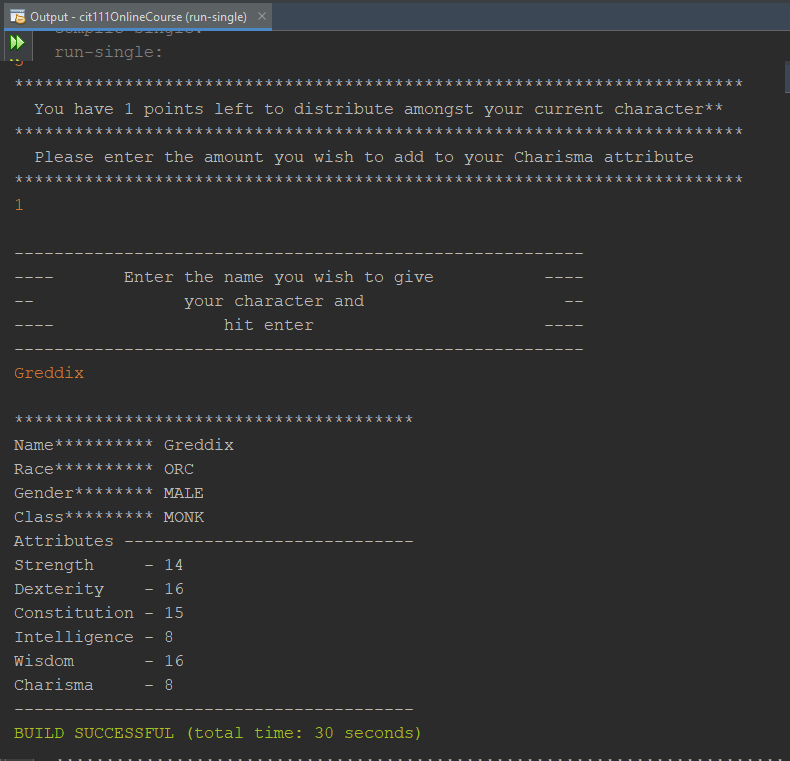 Output - cit111OnlineCourse (run-single) ×
compile-single:
run-single:
*************************************************************************
You have 1 points left to distribute amongst your current character**
*************************************************************************
Please enter the amount you wish to add to your Charisma attribute
*************************************************************************
1
---------------------------------------------------------
----       Enter the name you wish to give           ----
--               your character and                    --
----                 hit enter                       ----
---------------------------------------------------------
Greddix
****************************************
Name********** Greddix
Race********** ORC
Gender******** MALE
Class********* MONK
Attributes -----------------------------
Strength     - 14
Dexterity    - 16
Constitution - 15
Intelligence - 8
Wisdom       - 16
Charisma     - 8
----------------------------------------
BUILD SUCCESSFUL (total time: 30 seconds)